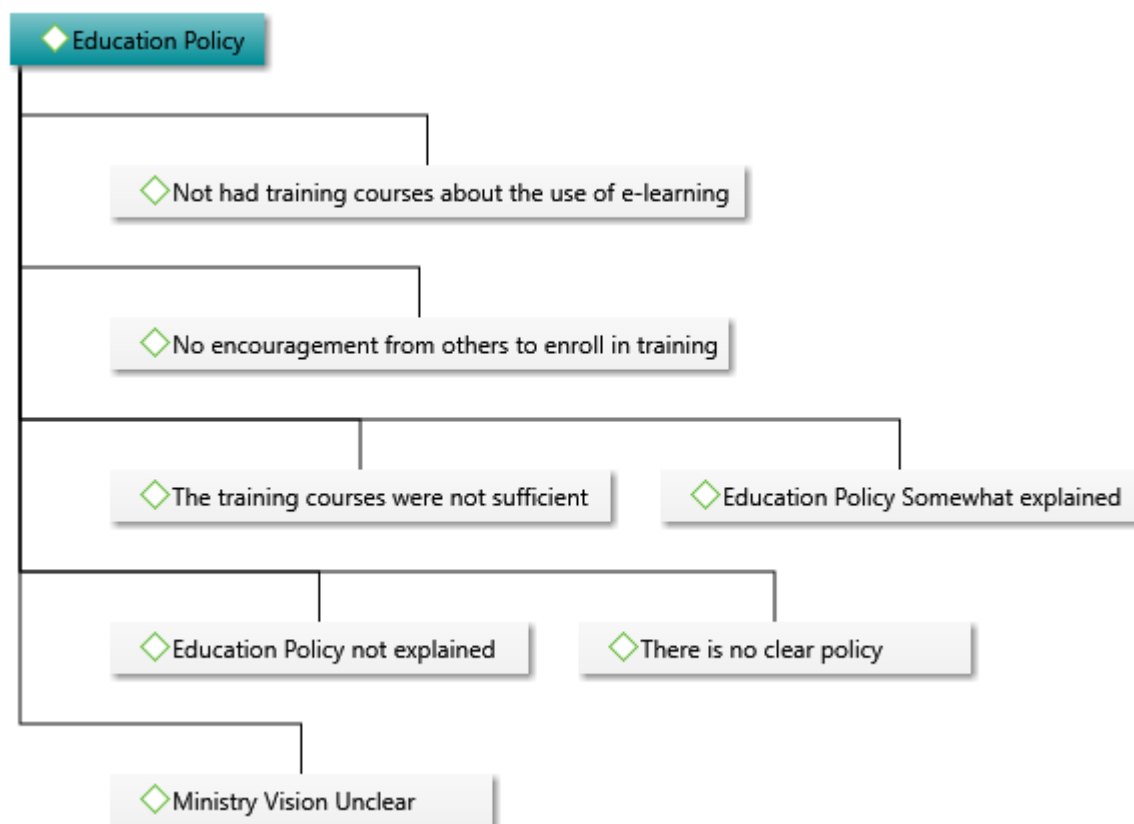 Education Policy
Not had training courses about the use of e-learning
No encouragement from others to enroll in training
The training courses were not sufficient
Education Policy Somewhat explained
Education Policy not explained
There is no clear policy
Ministry Vision Unclear